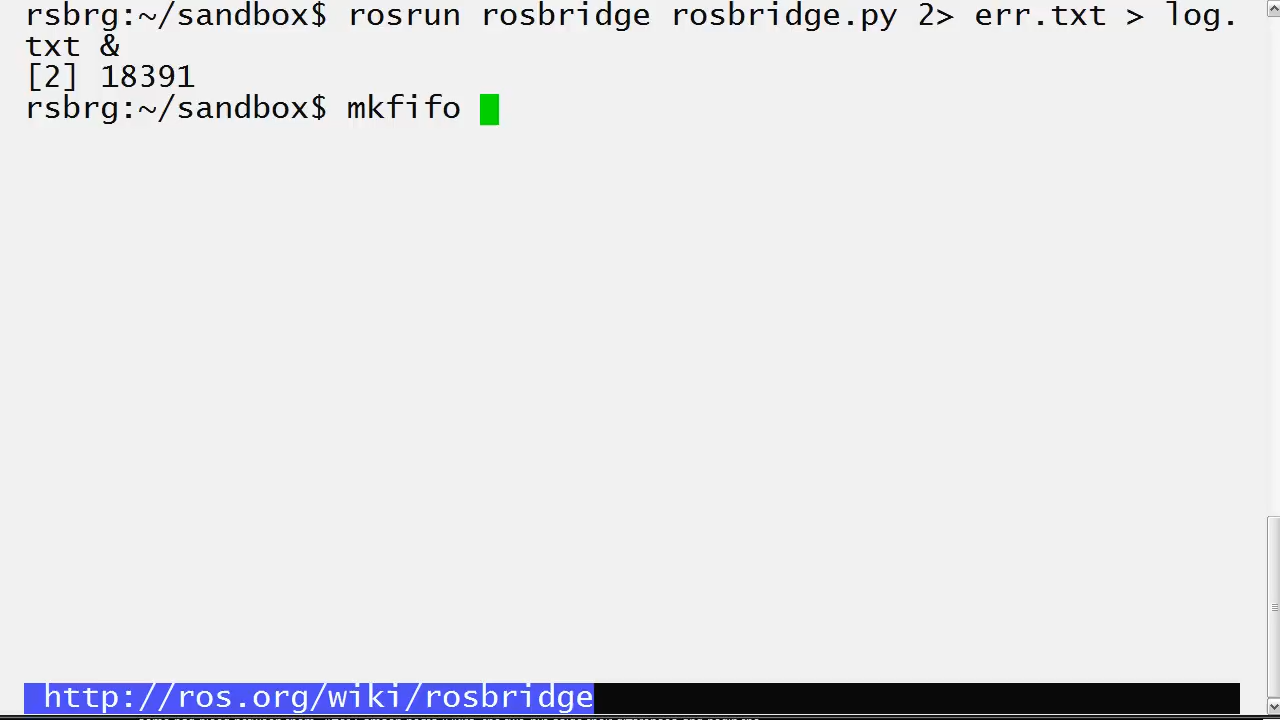 rsbrg:~/sandbox$ rosrun rosbridge rosbridge.py 2> err.txt > log.
txt &
[2] 18391
rsbrg:~/sandbox$ mkfifo
http://ros.org/wiki/rosbridge